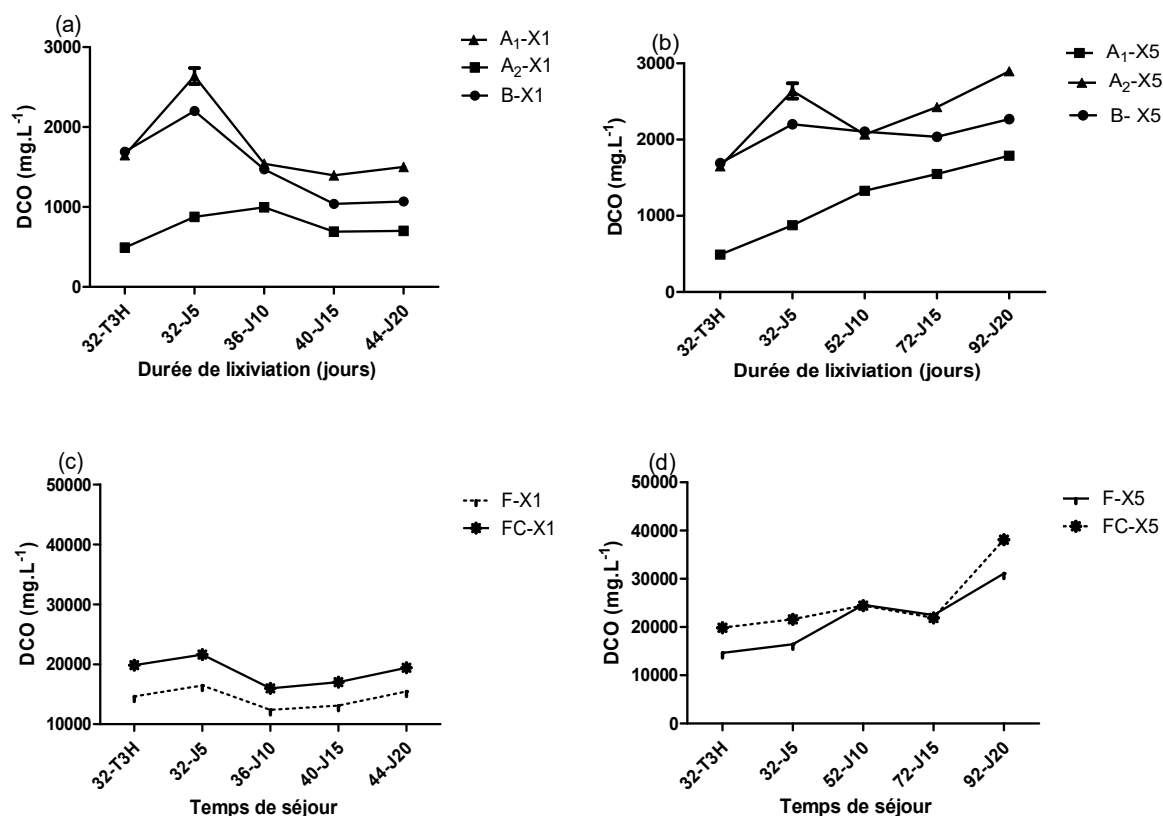 (a)
3000
2000
1000
0
DCO (mg.L⁻¹)
32-T3H
32-J5
36-J10
40-J15
44-J20
Durée de lixiviation (jours)
A₁-X1
A₂-X1
B-X1
(b)
3000
2000
1000
0
DCO (mg.L⁻¹)
32-T3H
32-J5
52-J10
72-J15
92-J20
Durée de lixiviation (jours)
A₁-X5
A₂-X5
B- X5
(c)
50000
40000
30000
20000
10000
DCO (mg.L⁻¹)
32-T3H
32-J5
36-J10
40-J15
44-J20
Temps de séjour
F-X1
FC-X1
(d)
50000
40000
30000
20000
10000
0
DCO (mg.L⁻¹)
32-T3H
32-J5
52-J10
72-J15
92-J20
Temps de séjour
F-X5
FC-X5